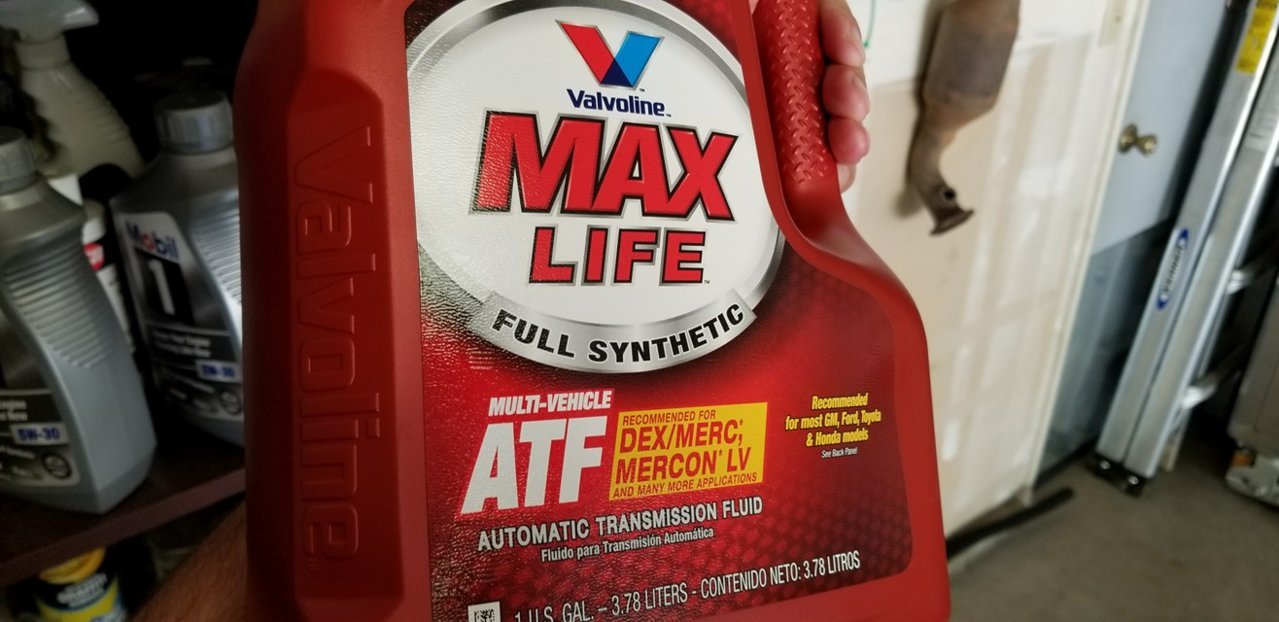 Valvoline
MAX
LIFE
FULL SYNTHETIC
MULTI-VEHICLE
ATF
RECOMMENDED FOR
DEX/MERC,†
MERCON* LV
AND MANY MORE APPLICATIONS
Recommended
for most GM, Ford, Toyota
& Honda models
See Back Panel
AUTOMATIC TRANSMISSION FLUID
Fluido para Transmisión Automática
1 U.S. GAL. – 3.78 LITERS - CONTENIDO NETO: 3.78 LITROS
Valvoline
Mobil
1
5W-30
5W-30
WERNER